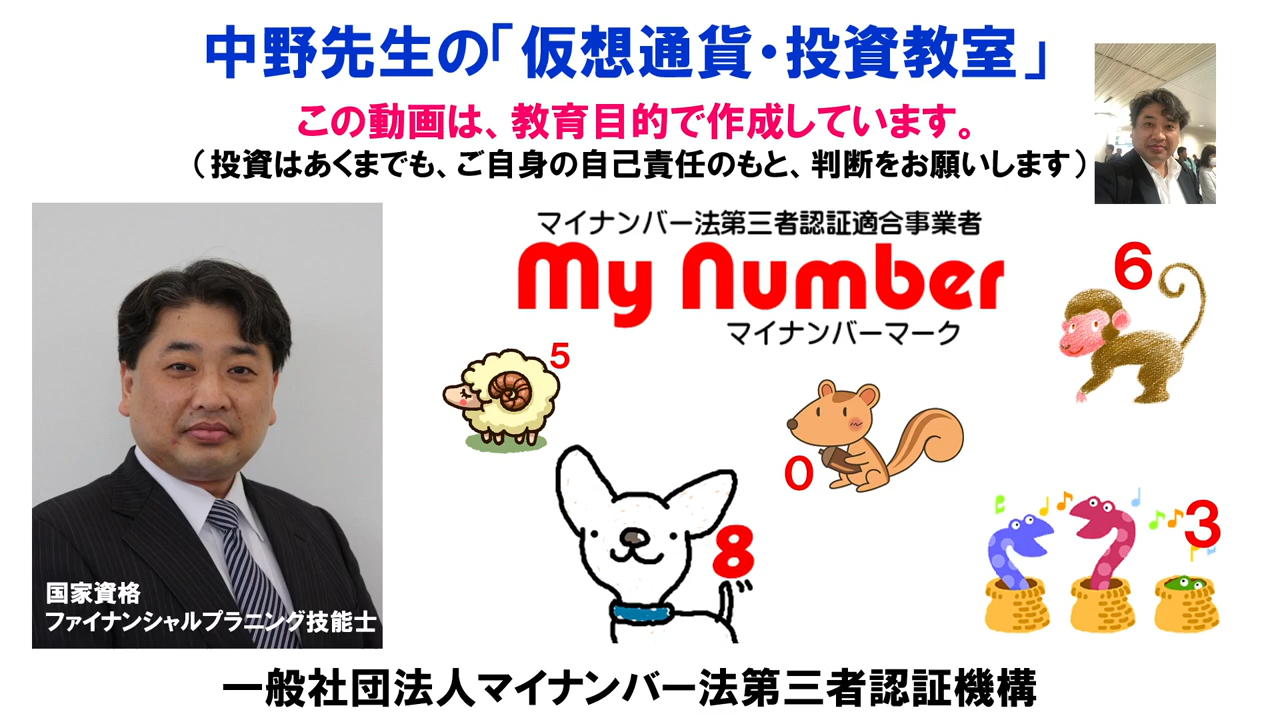 中野先生の「仮想通貨・投資教室」
この動画は、教育目的で作成しています。
（投資はあくまでも、ご自身の自己責任のもと、判断をお願いします）
マイナンバー法第三者認証適合事業者
My Number
マイナンバーマーク
6
5
0
8
3
国家資格
ファイナンシャルプラニング技能士
一般社団法人マイナンバー法第三者認証機構